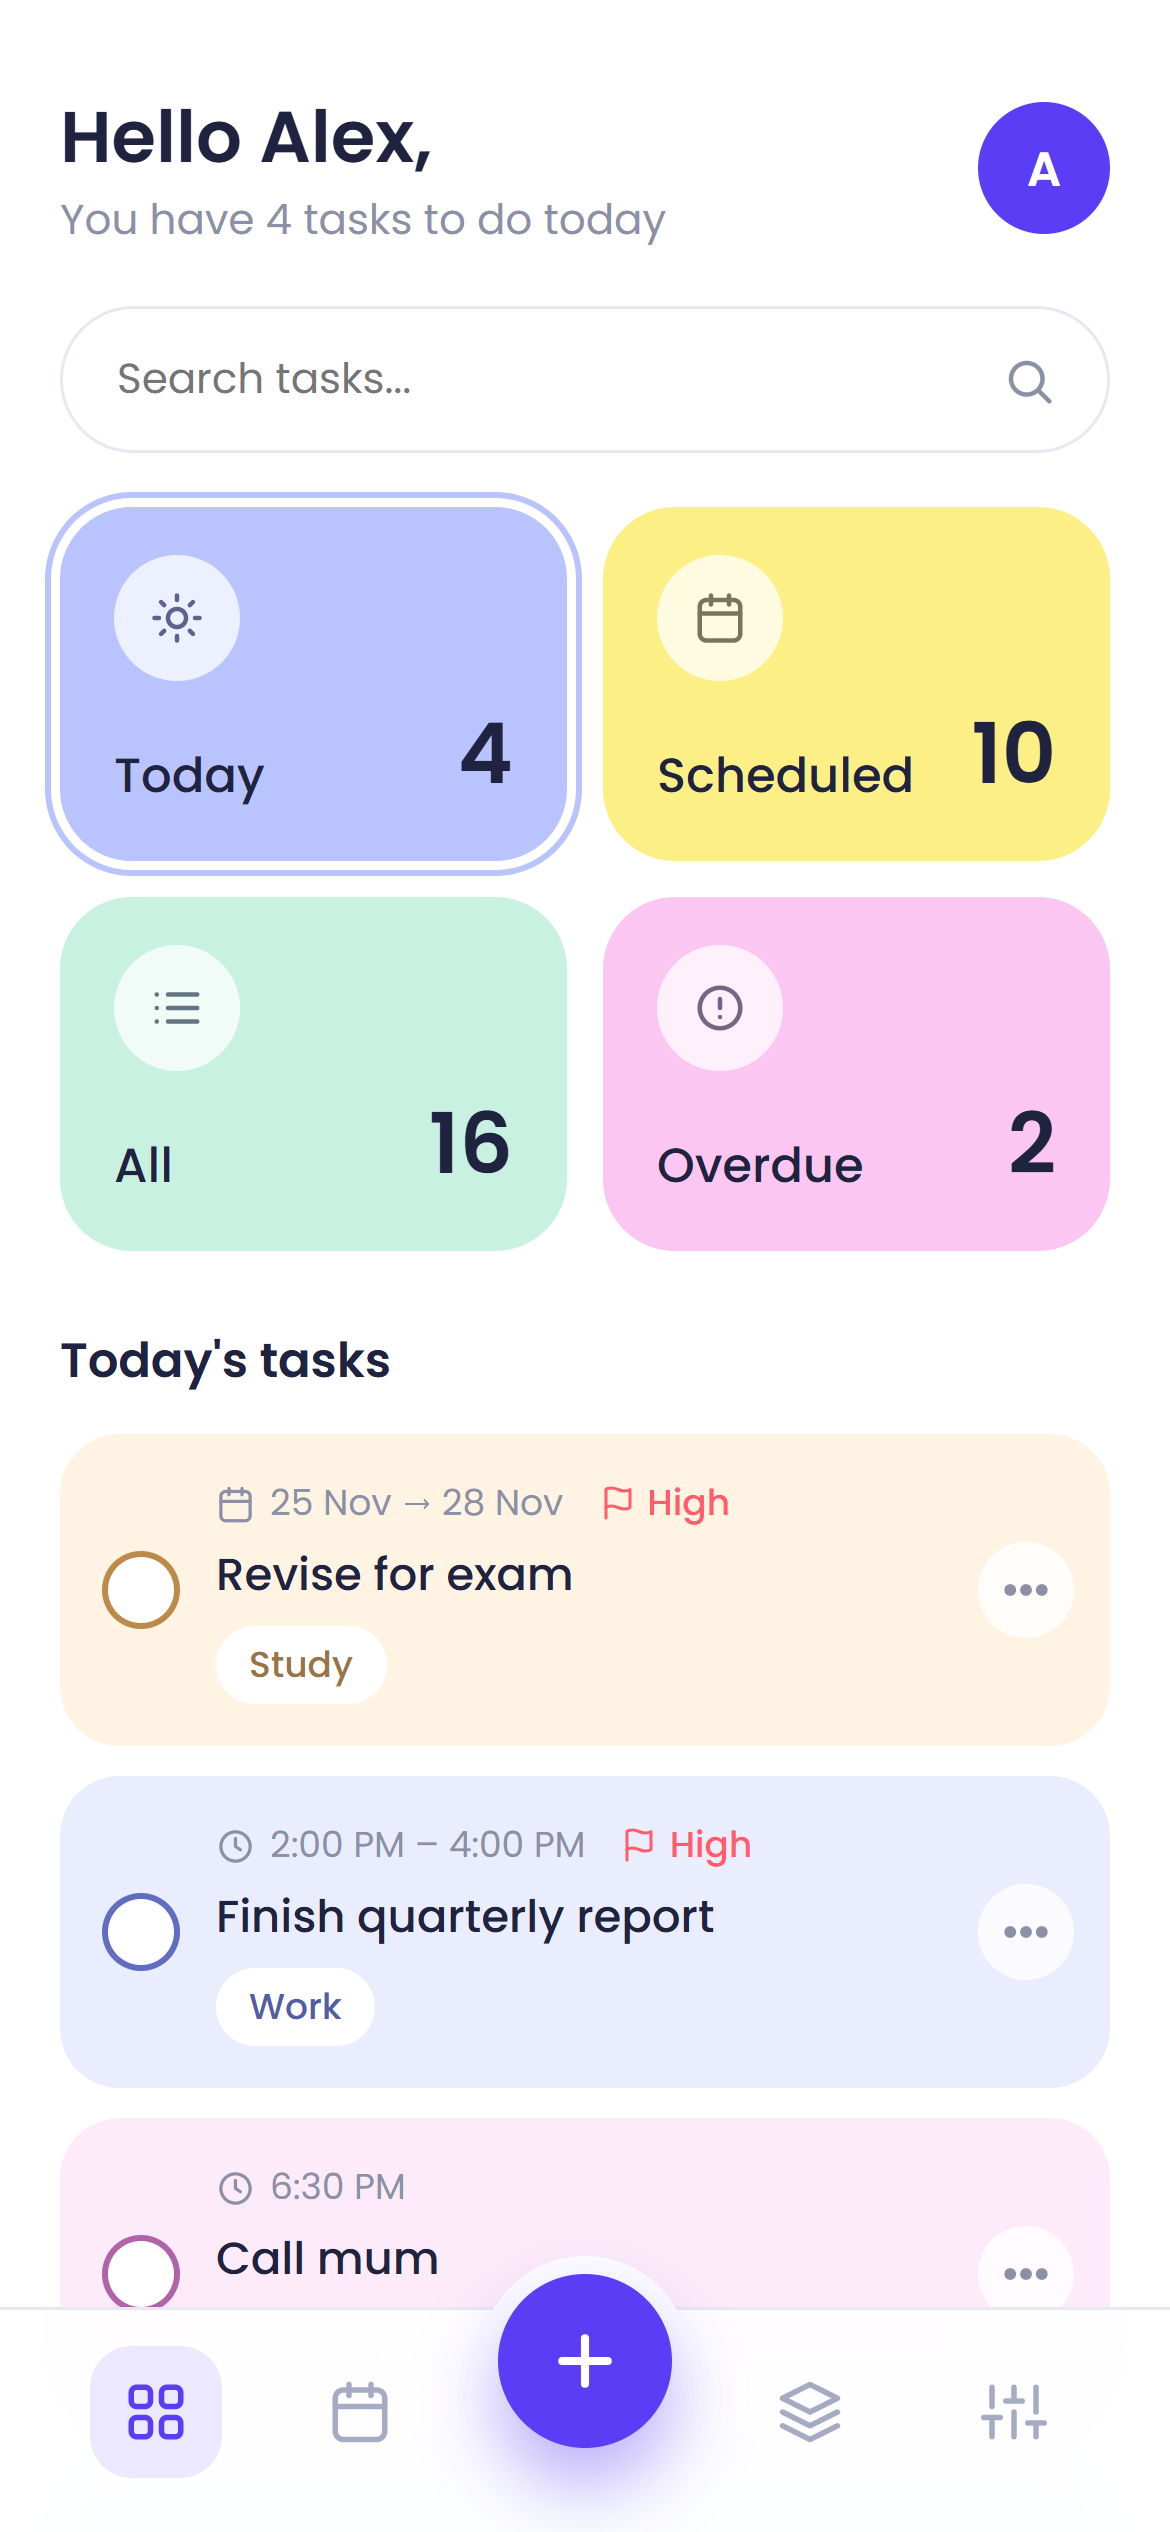 Hello Alex,
A
You have 4 tasks to do today
Search tasks...
Today 4
Scheduled 10
All 16
Overdue 2
Today's tasks
25 Nov → 28 Nov High
Revise for exam
Study
2:00 PM – 4:00 PM High
Finish quarterly report
Work
6:30 PM
Call mum